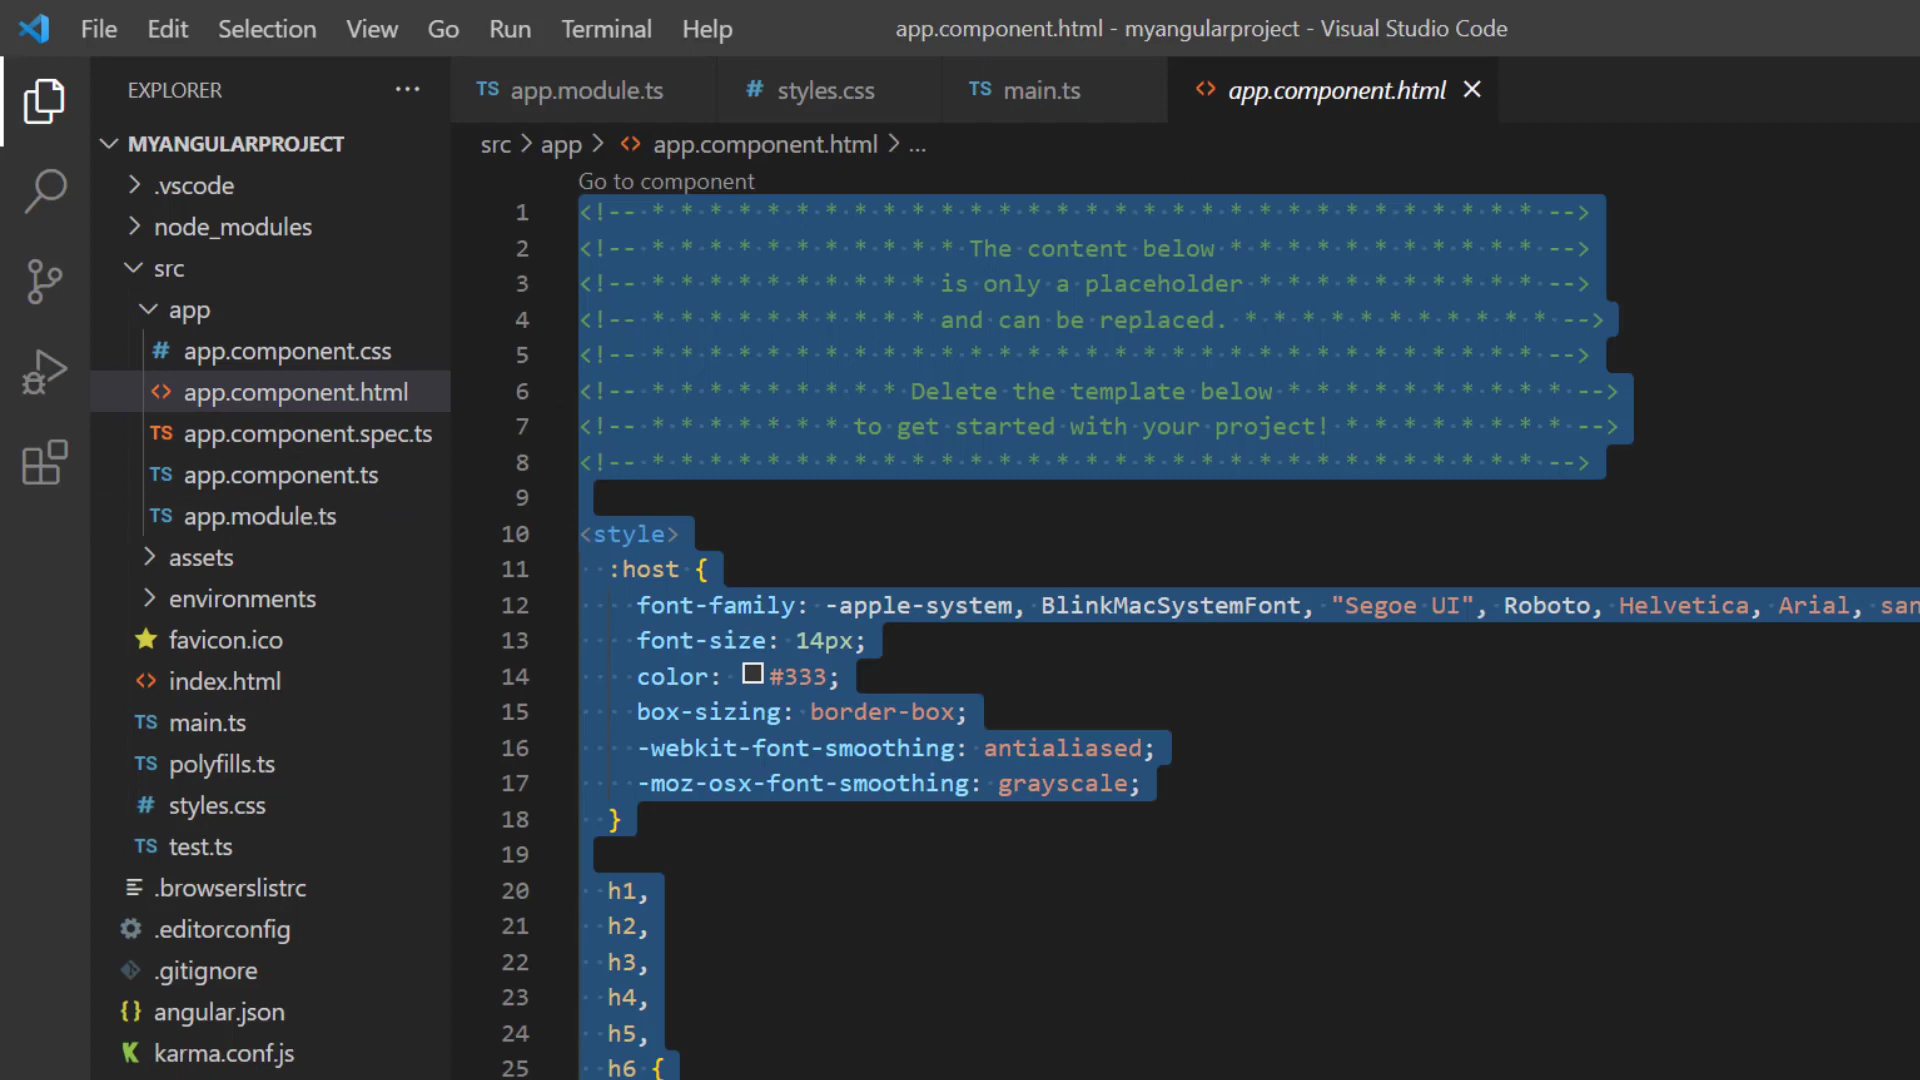 File Edit Selection View Go Run Terminal Help app.component.html - myangularproject - Visual Studio Code
EXPLORER ...
TS app.module.ts # styles.css TS main.ts <> app.component.html ×
MYANGULARPROJECT
.vscode
node_modules
src
app
# app.component.css
<> app.component.html
TS app.component.spec.ts
TS app.component.ts
TS app.module.ts
assets
environments
favicon.ico
<> index.html
TS main.ts
TS polyfills.ts
# styles.css
TS test.ts
.browserslistrc
.editorconfig
.gitignore
{} angular.json
karma.conf.js
src > app > <> app.component.html > ...
Go to component
1 <!-- * * * * * * * * * * * * * * * * * * * * * * * * * * * * * * * -->
2 <!-- * * * * * * * * * * * The content below * * * * * * * * * * * -->
3 <!-- * * * * * * * * * * is only a placeholder * * * * * * * * * * -->
4 <!-- * * * * * * * * * * and can be replaced. * * * * * * * * * * * -->
5 <!-- * * * * * * * * * * * * * * * * * * * * * * * * * * * * * * * -->
6 <!-- * * * * * * * * * Delete the template below * * * * * * * * * * -->
7 <!-- * * * * * * * to get started with your project! * * * * * * * * -->
8 <!-- * * * * * * * * * * * * * * * * * * * * * * * * * * * * * * * -->
9
10 <style>
11 :host {
12 font-family: -apple-system, BlinkMacSystemFont, "Segoe UI", Roboto, Helvetica, Arial, san
13 font-size: 14px;
14 color: #333;
15 box-sizing: border-box;
16 -webkit-font-smoothing: antialiased;
17 -moz-osx-font-smoothing: grayscale;
18 }
19
20 h1,
21 h2,
22 h3,
23 h4,
24 h5,
25 h6 {